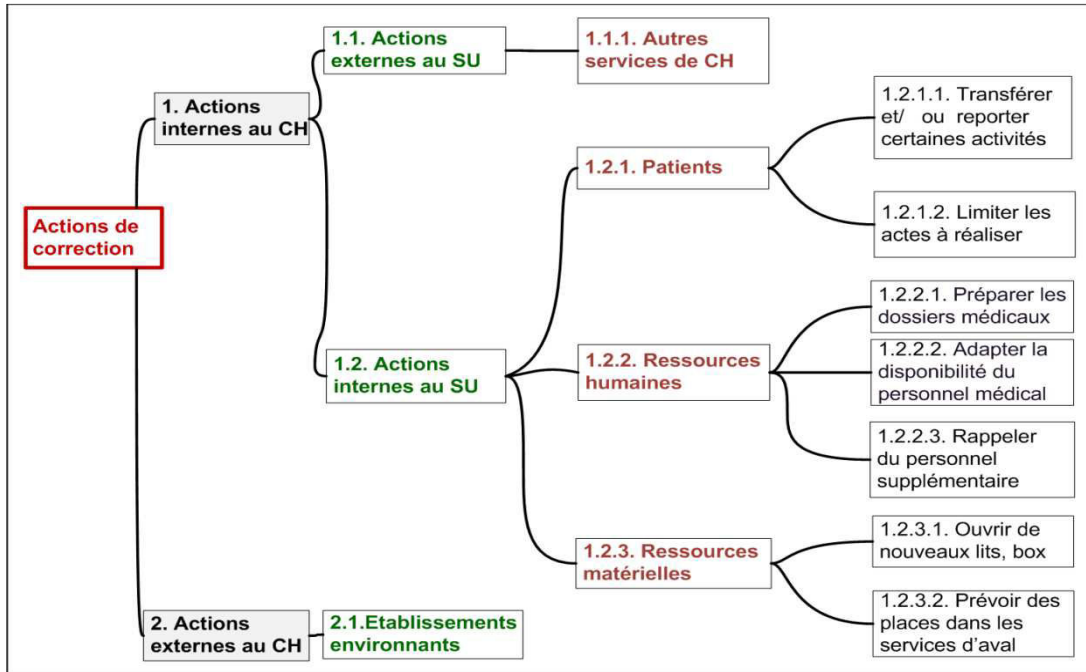 Actions de
correction
1. Actions
internes au CH
1.1. Actions
externes au SU
1.1.1. Autres
services de CH
1.2. Actions
internes au SU
1.2.1. Patients
1.2.1.1. Transférer
et/ ou reporter
certaines activités
1.2.1.2. Limiter les
actes à réaliser
1.2.2. Ressources
humaines
1.2.2.1. Préparer les
dossiers médicaux
1.2.2.2. Adapter la
disponibilité du
personnel médical
1.2.2.3. Rappeler
du personnel
supplémentaire
1.2.3. Ressources
matérielles
1.2.3.1. Ouvrir de
nouveaux lits, box
1.2.3.2. Prévoir des
places dans les
services d'aval
2. Actions
externes au CH
2.1.Etablissements
environnants